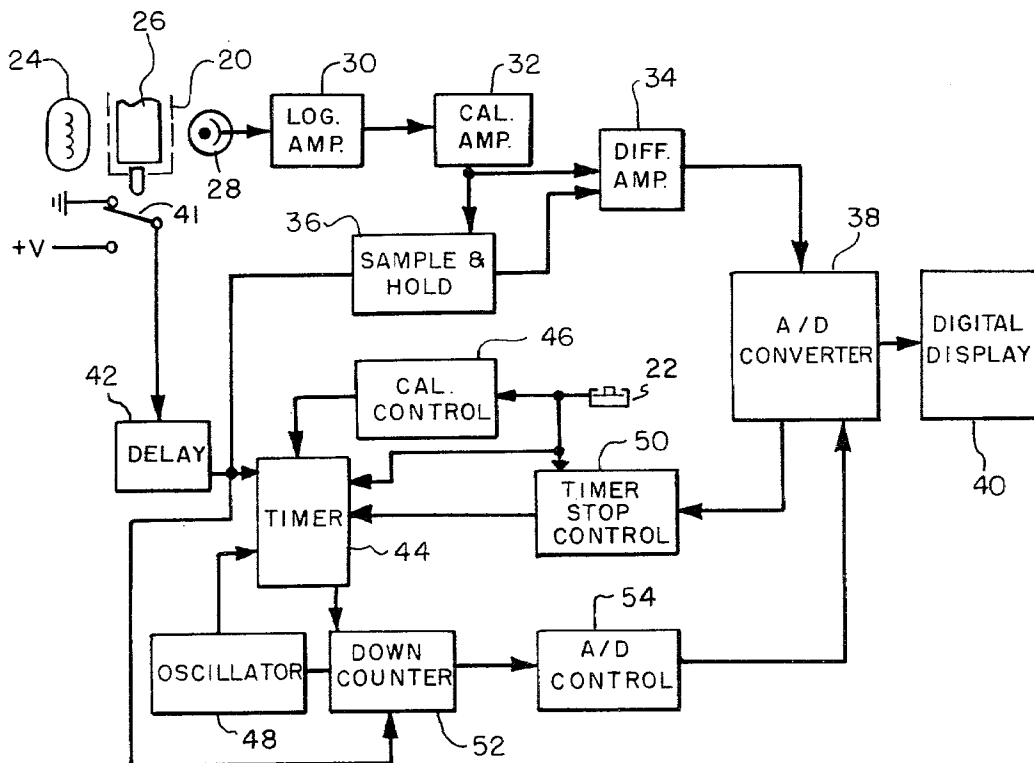 26
24
20
30
32
34
LOG.
AMP.
CAL.
AMP.
DIFF.
AMP.
28
41
+V
36
SAMPLE &
HOLD
38
A/D
CONVERTER
DIGITAL
DISPLAY
46
CAL.
CONTROL
22
42
DELAY
50
TIMER
STOP
CONTROL
40
TIMER
44
54
A/D
CONTROL
OSCILLATOR
DOWN
COUNTER
48
52